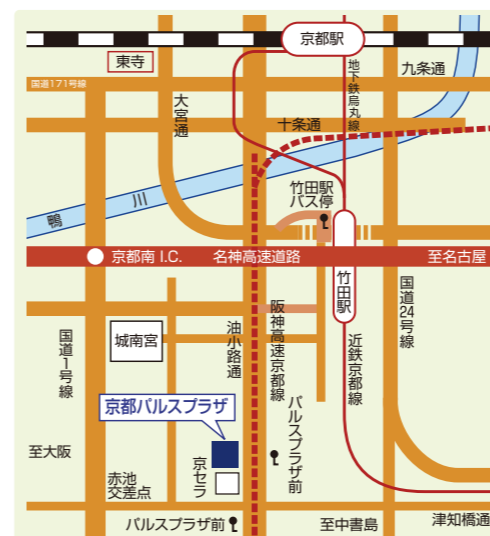 京都駅
東寺
九条通
国道171号線
地下鉄烏丸線
大宮通
十条通
竹田駅
バス停
鴨川
京都南 I.C.
名神高速道路
至名古屋
竹田駅
国道24号線
国道1号線
城南宮
油小路通
阪神高速京都線
近鉄京都線
京都パルスプラザ
パルスプラザ前
至大阪
京セラ
赤池
交差点
パルスプラザ前
至中書島
津知橋通